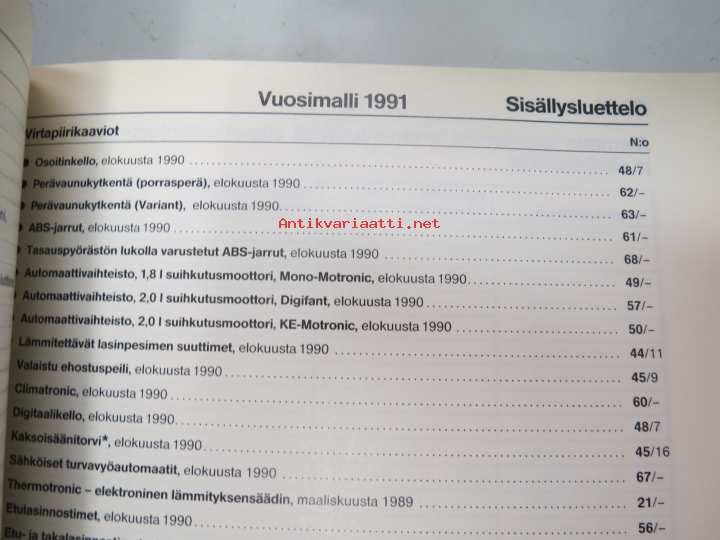 Vuosimalli 1991 Sisällysluettelo
Virtapiirikaaviot N:o
Osoitinkello, elokuusta 1990 48/7
Perävaunukytkentä (porrasperä), elokuusta 1990 62/–
Perävaunukytkentä (Variant), elokuusta 1990 63/–
Antikvariaatti.net
ABS-jarrut, elokuusta 1990 61/–
Tasauspyörästön lukolla varustetut ABS-jarrut, elokuusta 1990 68/–
Automaattivaihteisto, 1,8 l suihkutusmoottori, Mono-Motronic, elokuusta 1990 49/–
Automaattivaihteisto, 2,0 l suihkutusmoottori, Digifant, elokuusta 1990 57/–
Automaattivaihteisto, 2,0 l suihkutusmoottori, KE-Motronic, elokuusta 1990 50/–
Lämmitettävät lasinpesimen suuttimet, elokuusta 1990 44/11
Valaistu ehostuspeili, elokuusta 1990 45/9
Climatronic, elokuusta 1990 60/–
Digitaalikello, elokuusta 1990 48/7
Kaksoisäänitorvi*, elokuusta 1990 45/16
Sähköiset turvavyöautomaatit, elokuusta 1990 67/–
Thermotronic – elektroninen lämmityksensäädin, maaliskuusta 1989 21/–
Etulasinnostimet, elokuusta 1990 56/–
Etu- ja takalasinnostimet